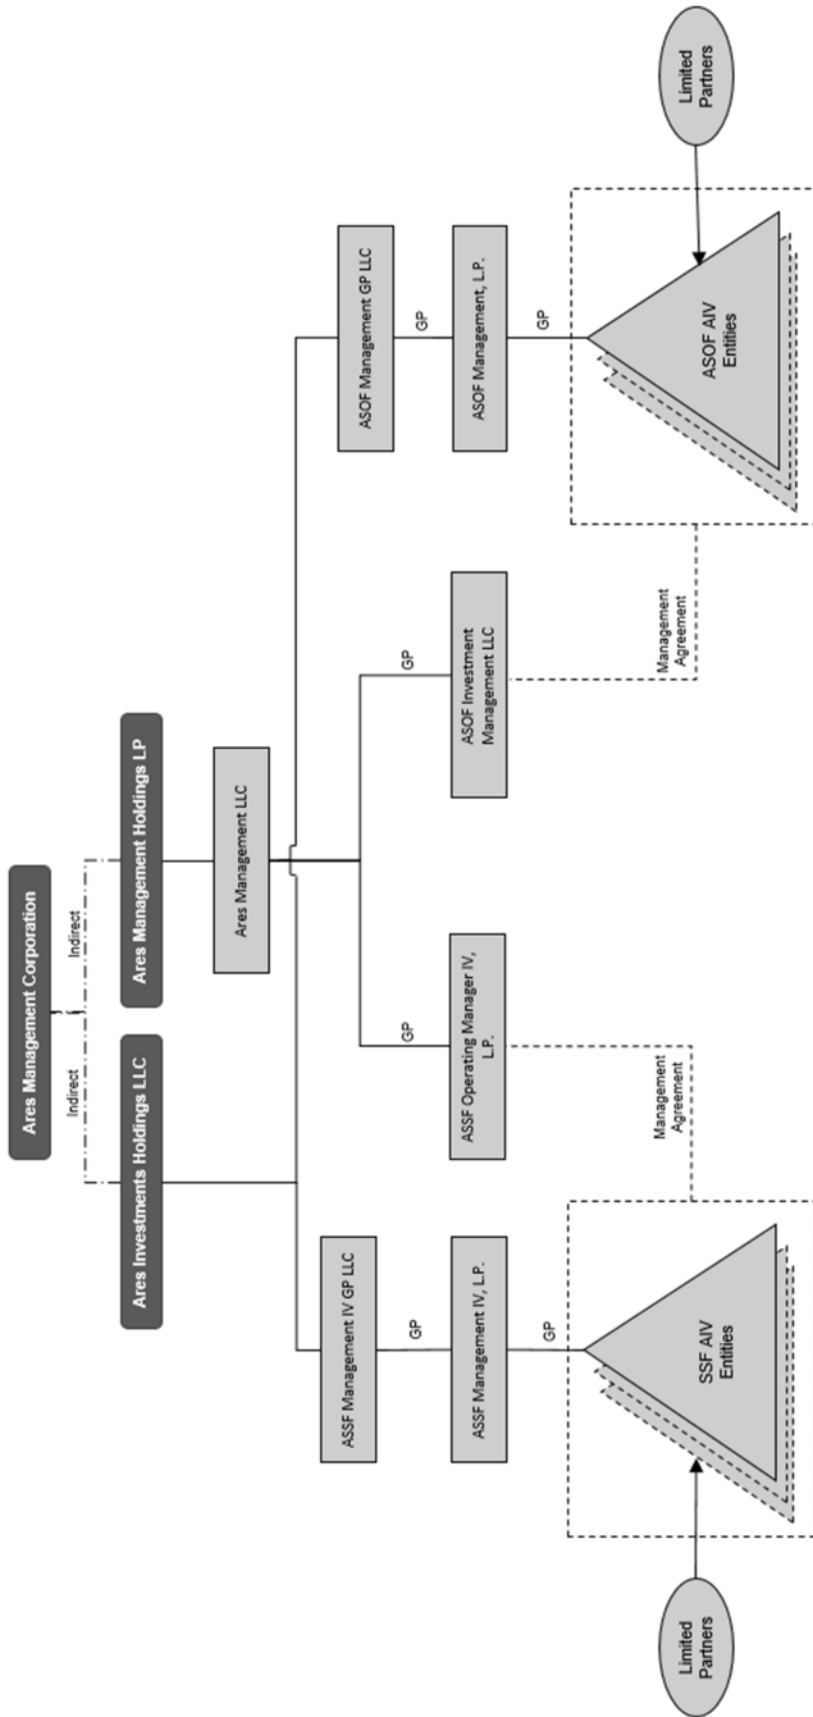 Ares Management Corporation
Indirect
Indirect
Ares Investments Holdings LLC
Ares Management Holdings LP
Ares Management LLC
ASSF Management IV GP LLC
ASOF Management GP LLC
GP
GP
GP
GP
ASSF Management IV, L.P.
ASSF Operating Manager IV,
L.P.
ASOF Investment
Management LLC
ASOF Management, L.P.
GP
GP
Management
Agreement
Management
Agreement
Limited
Partners
SSF AIV
Entities
ASOF AIV
Entities
Limited
Partners